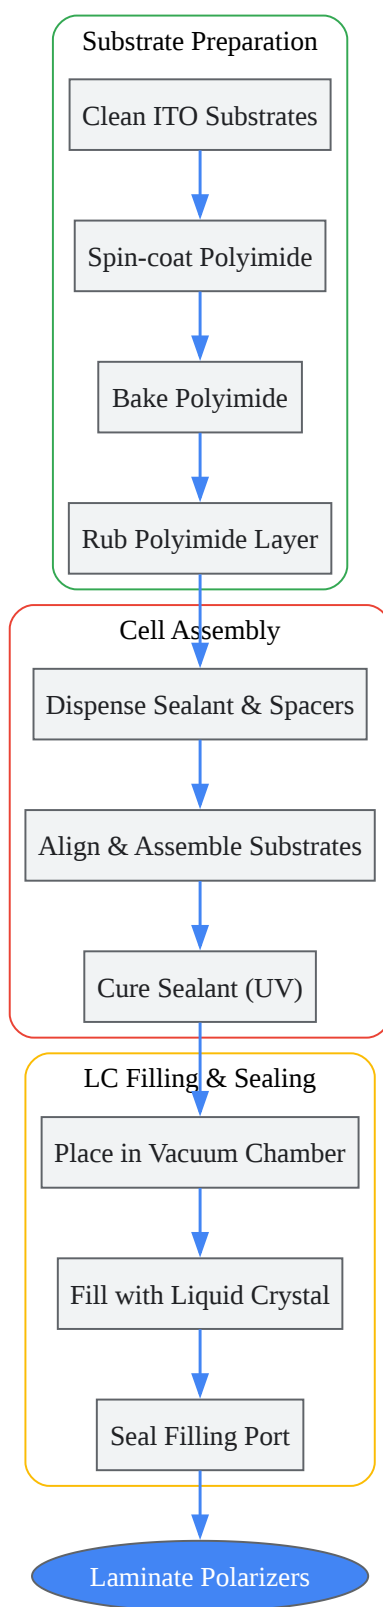 Substrate Preparation
Clean ITO Substrates
Spin-coat Polyimide
Bake Polyimide
Rub Polyimide Layer
Cell Assembly
Dispense Sealant & Spacers
Align & Assemble Substrates
Cure Sealant (UV)
LC Filling & Sealing
Place in Vacuum Chamber
Fill with Liquid Crystal
Seal Filling Port
Laminate Polarizers